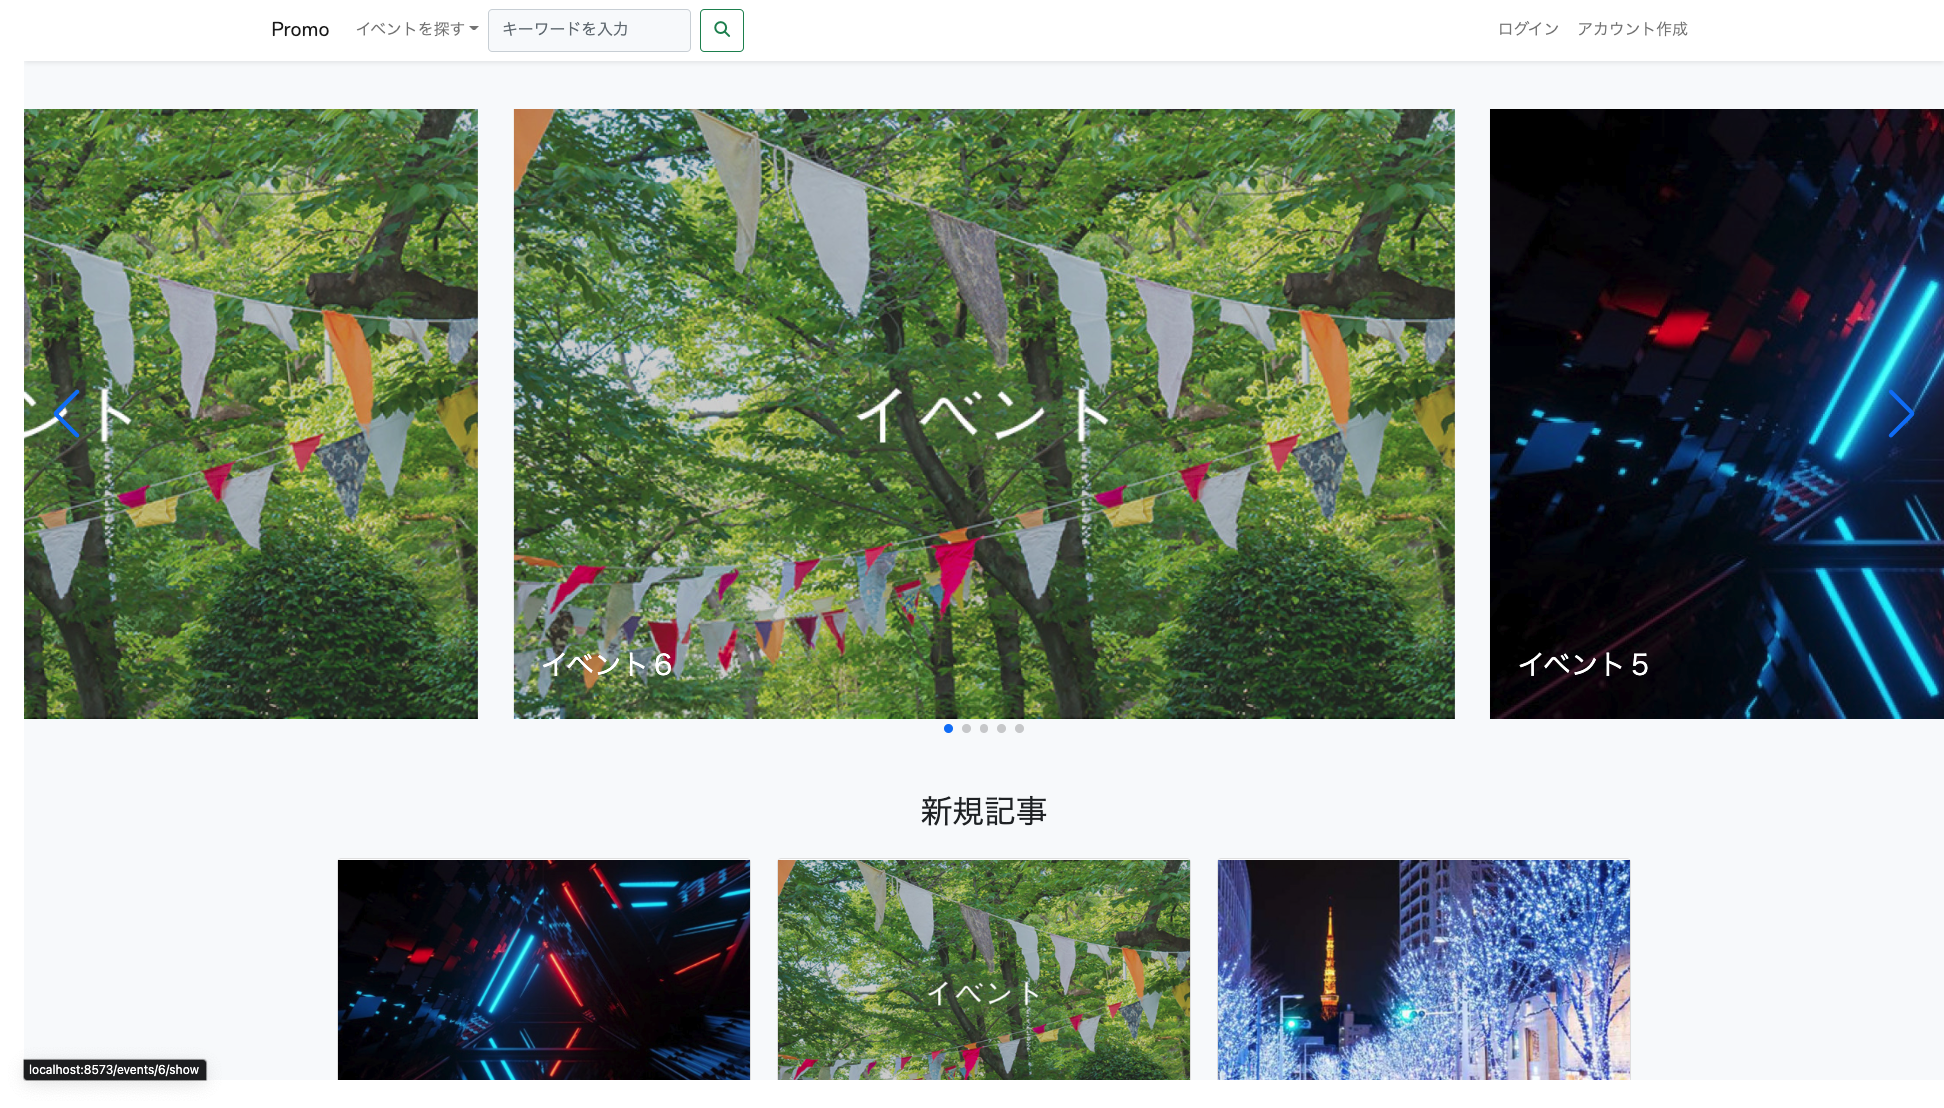 Promo イベントを探す キーワードを入力 ログイン アカウント作成
ント
イベント
イベント 6
イベント 5
新規記事
イベント
localhost:8573/events/6/show